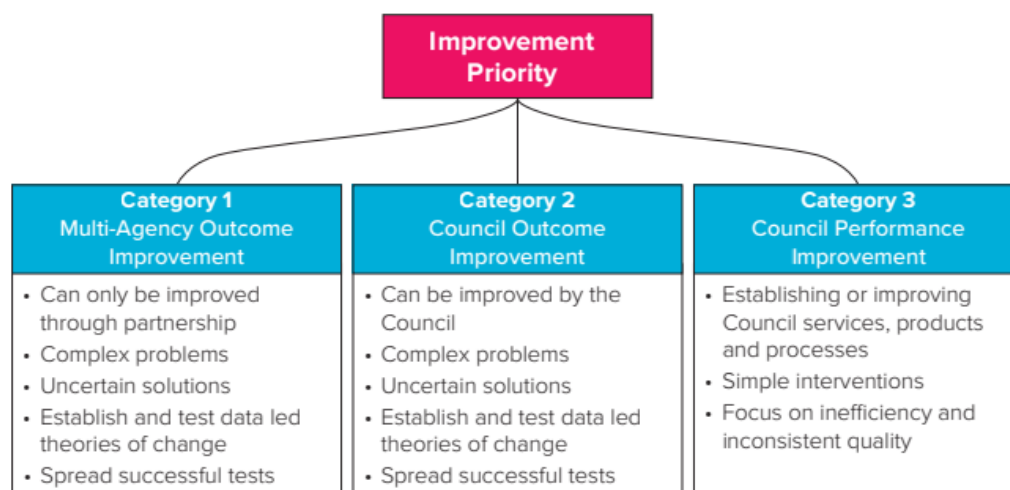 Improvement
Priority
Category 1
Multi-Agency Outcome
Improvement
• Can only be improved
through partnership
• Complex problems
• Uncertain solutions
• Establish and test data led
theories of change
• Spread successful tests
Category 2
Council Outcome
Improvement
• Can be improved by the
Council
• Complex problems
• Uncertain solutions
• Establish and test data led
theories of change
• Spread successful tests
Category 3
Council Performance
Improvement
• Establishing or improving
Council services, products
and processes
• Simple interventions
• Focus on inefficiency and
inconsistent quality